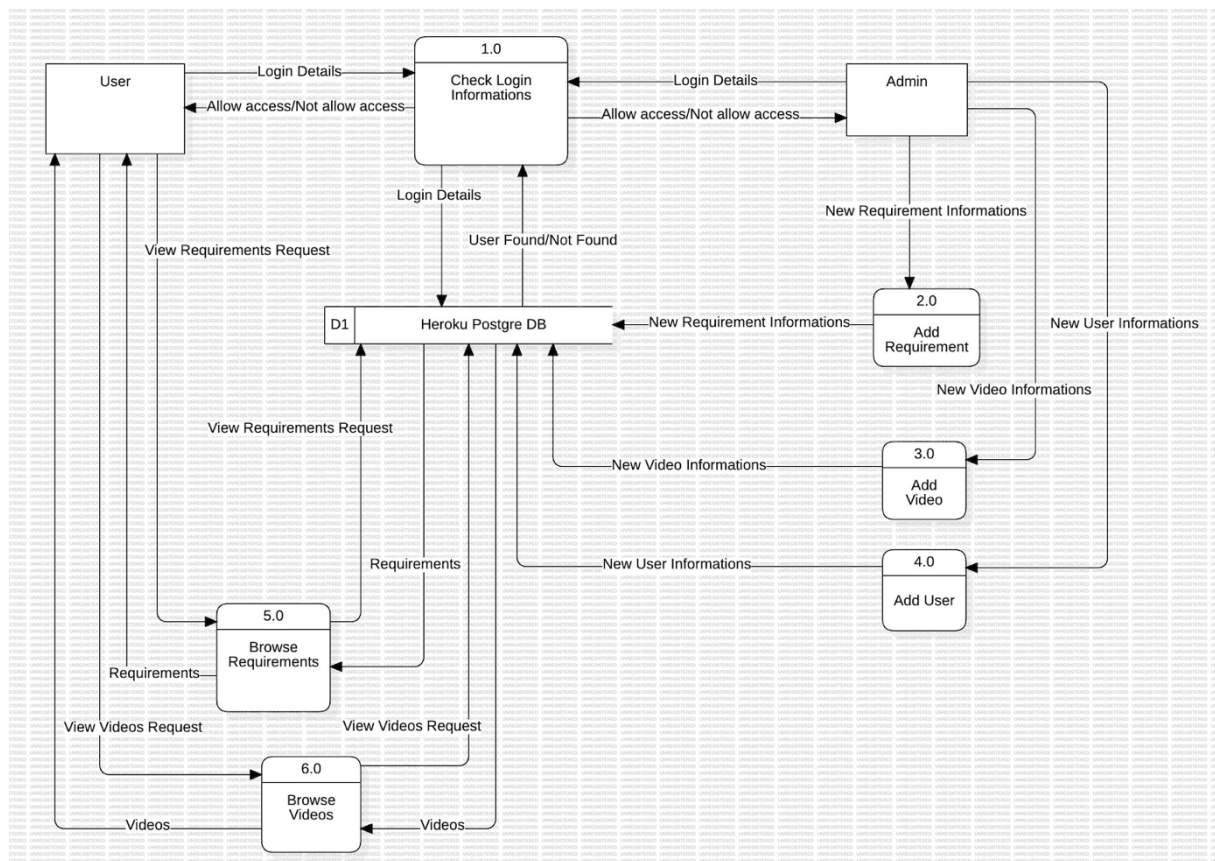 1.0
Check Login
Informations
User
Login Details
Allow access/Not allow access
Login Details
Admin
Allow access/Not allow access
Login Details
User Found/Not Found
New Requirement Informations
View Requirements Request
D1
Heroku Postgre DB
New Requirement Informations
2.0
Add
Requirement
New User Informations
New Video Informations
View Requirements Request
New Video Informations
3.0
Add
Video
Requirements
New User Informations
4.0
Add User
5.0
Browse
Requirements
Requirements
View Videos Request
View Videos Request
6.0
Browse
Videos
Videos
Videos
UNREGISTERED